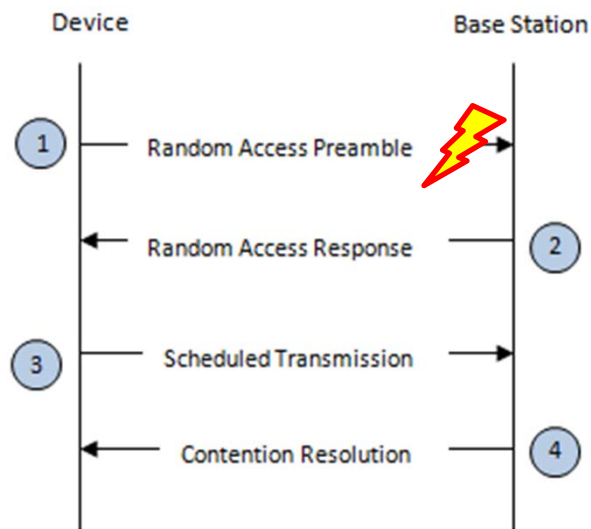 Device
Base Station
1
Random Access Preamble
Random Access Response
2
3
Scheduled Transmission
Contention Resolution
4